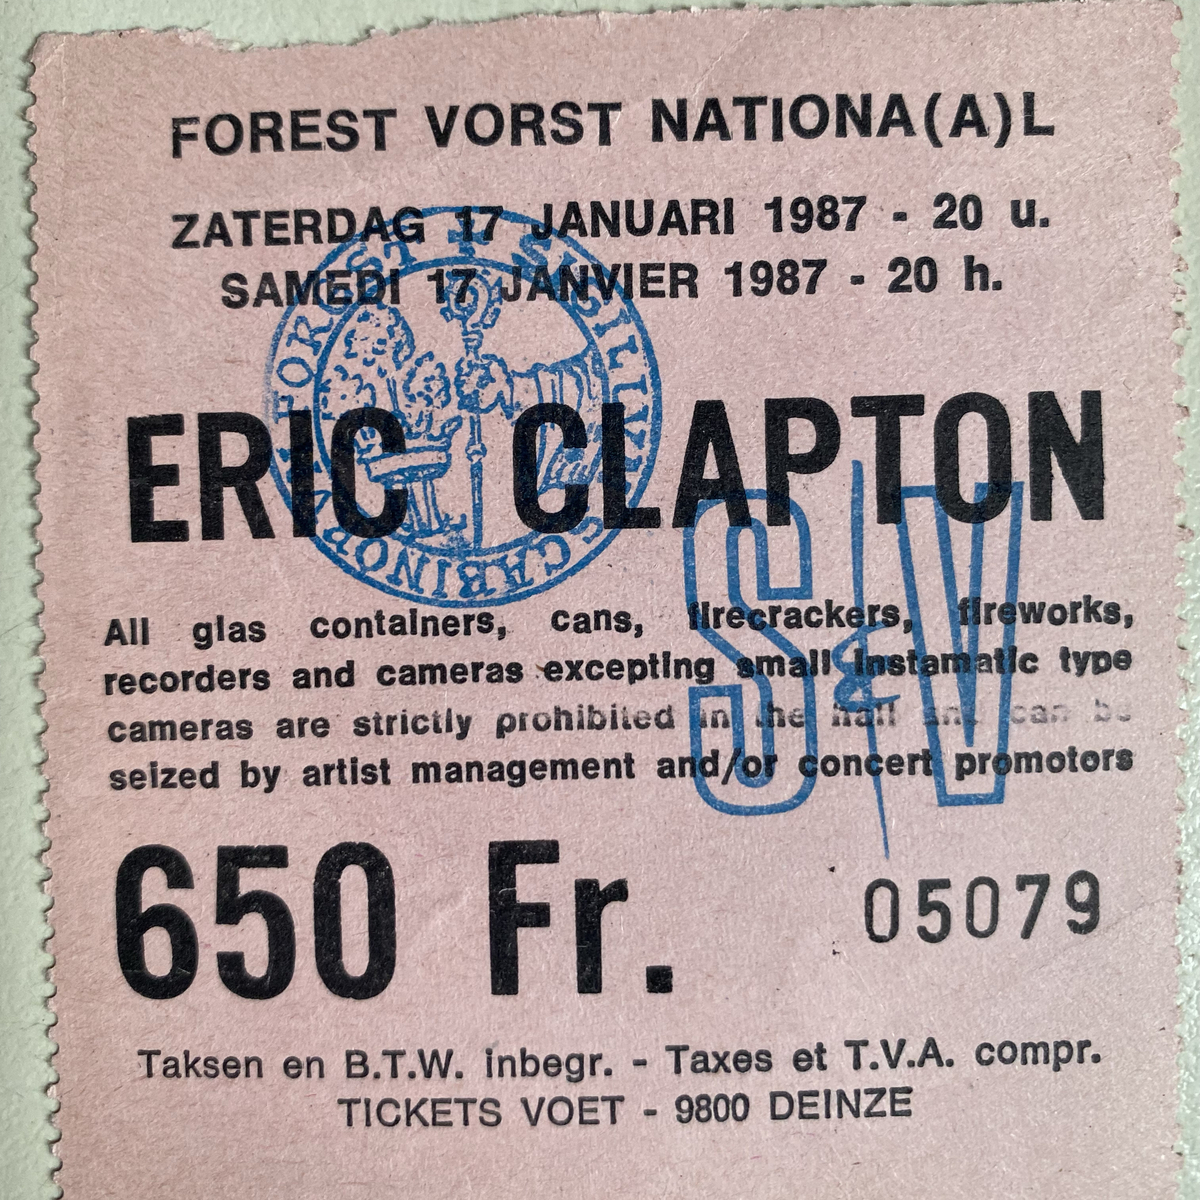 FOREST VORST NATIONA(A)L
ZATERDAG 17 JANUARI 1987 - 20 u.
SAMEDI 17 JANVIER 1987 - 20 h.
ERIC CLAPTON
All glas containers, cans, firecrackers, fireworks,
recorders and cameras excepting small instamatic type
cameras are strictly prohibited in the hall and can be
seized by artist management and/or concert promotors
650 Fr.
05079
Taksen en B.T.W. inbegr. - Taxes et T.V.A. compr.
TICKETS VOET - 9800 DEINZE
SIGILLVM SCABINORVM FOREST
S&V